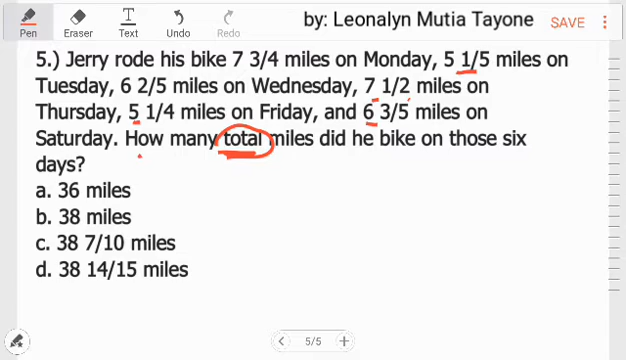 by: Leonalyn Mutia Tayone
SAVE
Pen
Eraser
Text
Undo
Redo
5.) Jerry rode his bike 7 3/4 miles on Monday, 5 1/5 miles on
Tuesday, 6 2/5 miles on Wednesday, 7 1/2 miles on
Thursday, 5 1/4 miles on Friday, and 6 3/5 miles on
Saturday. How many total miles did he bike on those six
days?
a. 36 miles
b. 38 miles
c. 38 7/10 miles
d. 38 14/15 miles
5/5